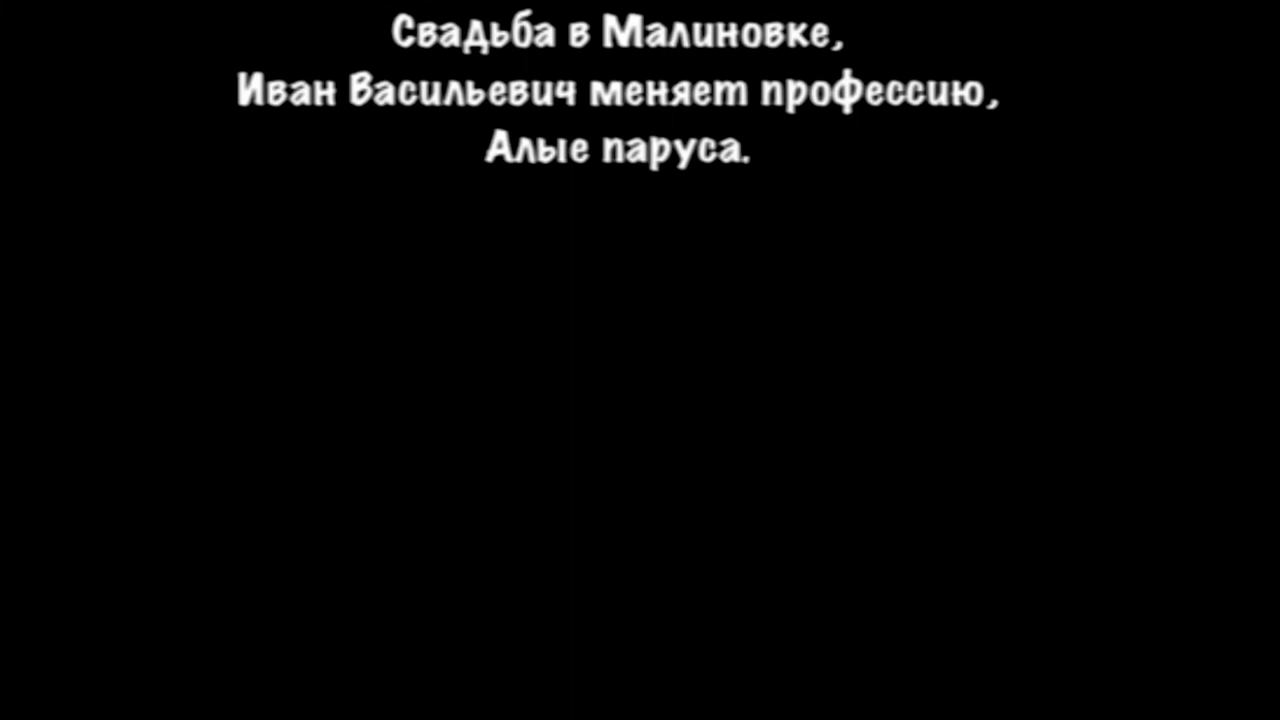 Свадьба в Малиновке,
Иван Васильевич меняет профессию,
Алые паруса.